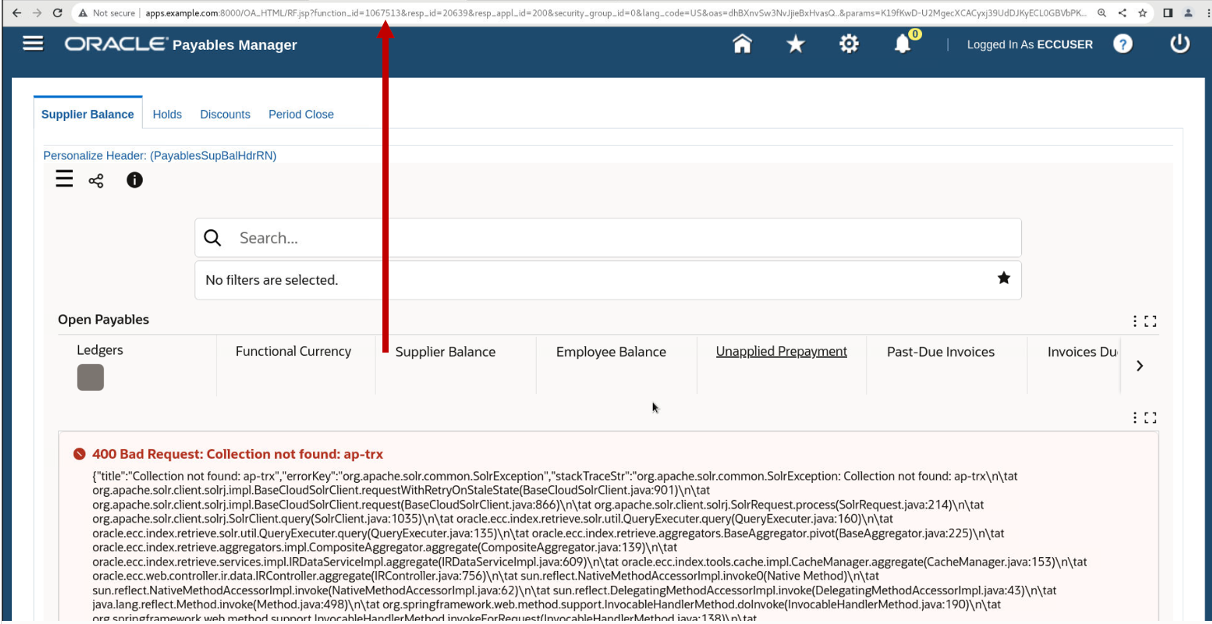 Not secure | apps.example.com:8000/OA_HTML/RF.jsp?function_id=1067513&resp_id=20639&resp_appl_id=200&security_group_id=0&lang_code=US&oas=dhBXnvSw3NvJjieBxHvasQ..&params=K19fKwD-U2MgecXCACyxj39UdDJKyECL0GBVbPK...
ORACLE Payables Manager
0
Logged In As ECCUSER
?
Supplier Balance Holds Discounts Period Close
Personalize Header: (PayablesSupBalHdrRN)
Search...
No filters are selected.
Open Payables
Ledgers Functional Currency Supplier Balance Employee Balance Unapplied Prepayment Past-Due Invoices Invoices Du
400 Bad Request: Collection not found: ap-trx
{"title":"Collection not found: ap-trx","errorKey":"org.apache.solr.common.SolrException","stackTraceStr":"org.apache.solr.common.SolrException: Collection not found: ap-trx\n\tat
org.apache.solr.client.solrj.impl.BaseCloudSolrClient.requestWithRetryOnStaleState(BaseCloudSolrClient.java:901)\n\tat
org.apache.solr.client.solrj.impl.BaseCloudSolrClient.request(BaseCloudSolrClient.java:866)\n\tat org.apache.solr.client.solrj.SolrRequest.process(SolrRequest.java:214)\n\tat
org.apache.solr.client.solrj.SolrClient.query(SolrClient.java:1035)\n\tat oracle.ecc.index.retrieve.solr.util.QueryExecuter.query(QueryExecuter.java:160)\n\tat
oracle.ecc.index.retrieve.solr.util.QueryExecuter.query(QueryExecuter.java:135)\n\tat oracle.ecc.index.retrieve.aggregators.BaseAggregator.pivot(BaseAggregator.java:225)\n\tat
oracle.ecc.index.retrieve.aggregators.impl.CompositeAggregator.aggregate(CompositeAggregator.java:139)\n\tat
oracle.ecc.index.retrieve.services.impl.IRDataServiceImpl.aggregate(IRDataServiceImpl.java:609)\n\tat oracle.ecc.index.tools.cache.impl.CacheManager.aggregate(CacheManager.java:153)\n\tat
oracle.ecc.web.controller.ir.data.IRController.aggregate(IRController.java:756)\n\tat sun.reflect.NativeMethodAccessorImpl.invoke0(Native Method)\n\tat
sun.reflect.NativeMethodAccessorImpl.invoke(NativeMethodAccessorImpl.java:62)\n\tat sun.reflect.DelegatingMethodAccessorImpl.invoke(DelegatingMethodAccessorImpl.java:43)\n\tat
java.lang.reflect.Method.invoke(Method.java:498)\n\tat org.springframework.web.method.support.InvocableHandlerMethod.doInvoke(InvocableHandlerMethod.java:190)\n\tat
org.springframework.web.method.support.InvocableHandlerMethod.invokeForRequest(InvocableHandlerMethod.java:138)\n\tat